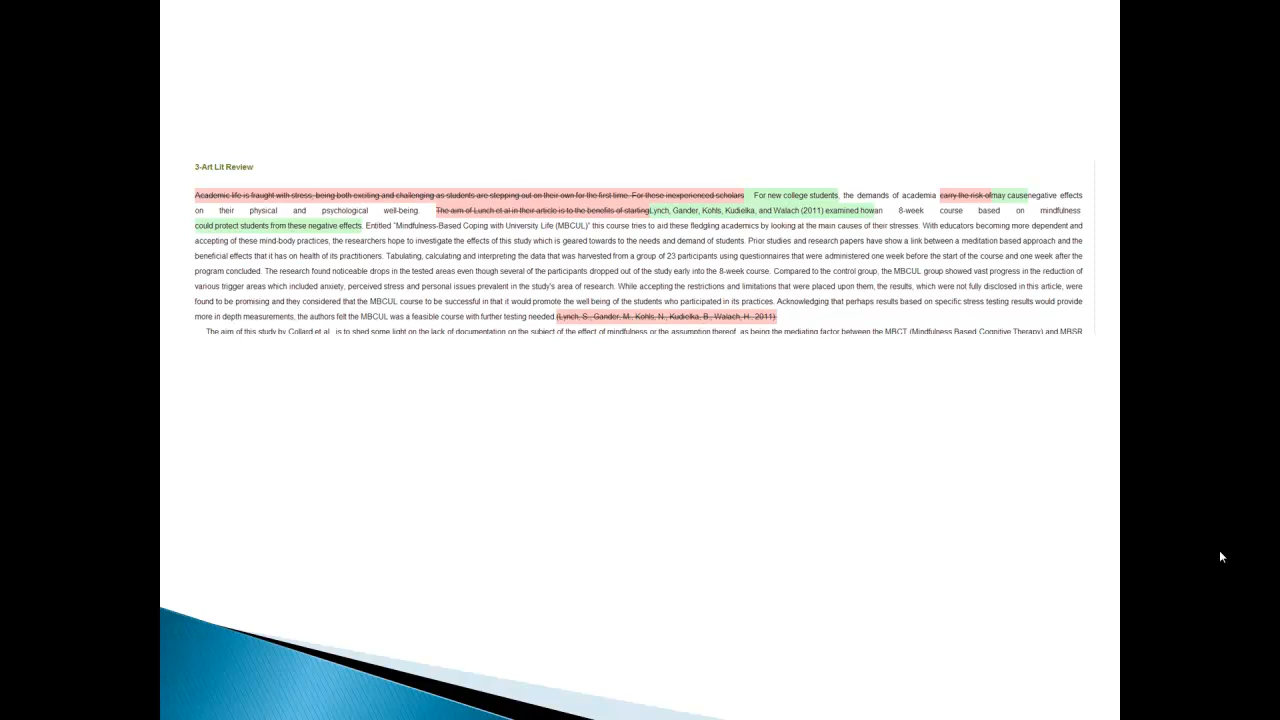 3-Art Lit Review
Academic life is fraught with stress, being both exciting and challenging as students are stepping out on their own for the first time. For these inexperienced scholars For new college students, the demands of academia carry the risk ofmay causenegative effects
on their physical and psychological well-being. The aim of Lunch et al in their article is to the benefits of startingLynch, Gander, Kohls, Kudielka, and Walach (2011) examined howan 8-week course based on mindfulness
could protect students from these negative effects. Entitled “Mindfulness-Based Coping with University Life (MBCUL)” this course tries to aid these fledgling academics by looking at the main causes of their stresses. With educators becoming more dependent and
accepting of these mind-body practices, the researchers hope to investigate the effects of this study which is geared towards to the needs and demand of students. Prior studies and research papers have show a link between a meditation based approach and the
beneficial effects that it has on health of its practitioners. Tabulating, calculating and interpreting the data that was harvested from a group of 23 participants using questionnaires that were administered one week before the start of the course and one week after the
program concluded. The research found noticeable drops in the tested areas even though several of the participants dropped out of the study early into the 8-week course. Compared to the control group, the MBCUL group showed vast progress in the reduction of
various trigger areas which included anxiety, perceived stress and personal issues prevalent in the study's area of research. While accepting the restrictions and limitations that were placed upon them, the results, which were not fully disclosed in this article, were
found to be promising and they considered that the MBCUL course to be successful in that it would promote the well being of the students who participated in its practices. Acknowledging that perhaps results based on specific stress testing results would provide
more in depth measurements, the authors felt the MBCUL was a feasible course with further testing needed (Lynch, S., Gander, M., Kohls, N., Kudielka, B., Walach, H., 2011)
The aim of this study by Collard et al., is to shed some light on the lack of documentation on the subject of the effect of mindfulness or the assumption thereof, as being the mediating factor between the MBCT (Mindfulness Based Cognitive Therapy) and MBSR